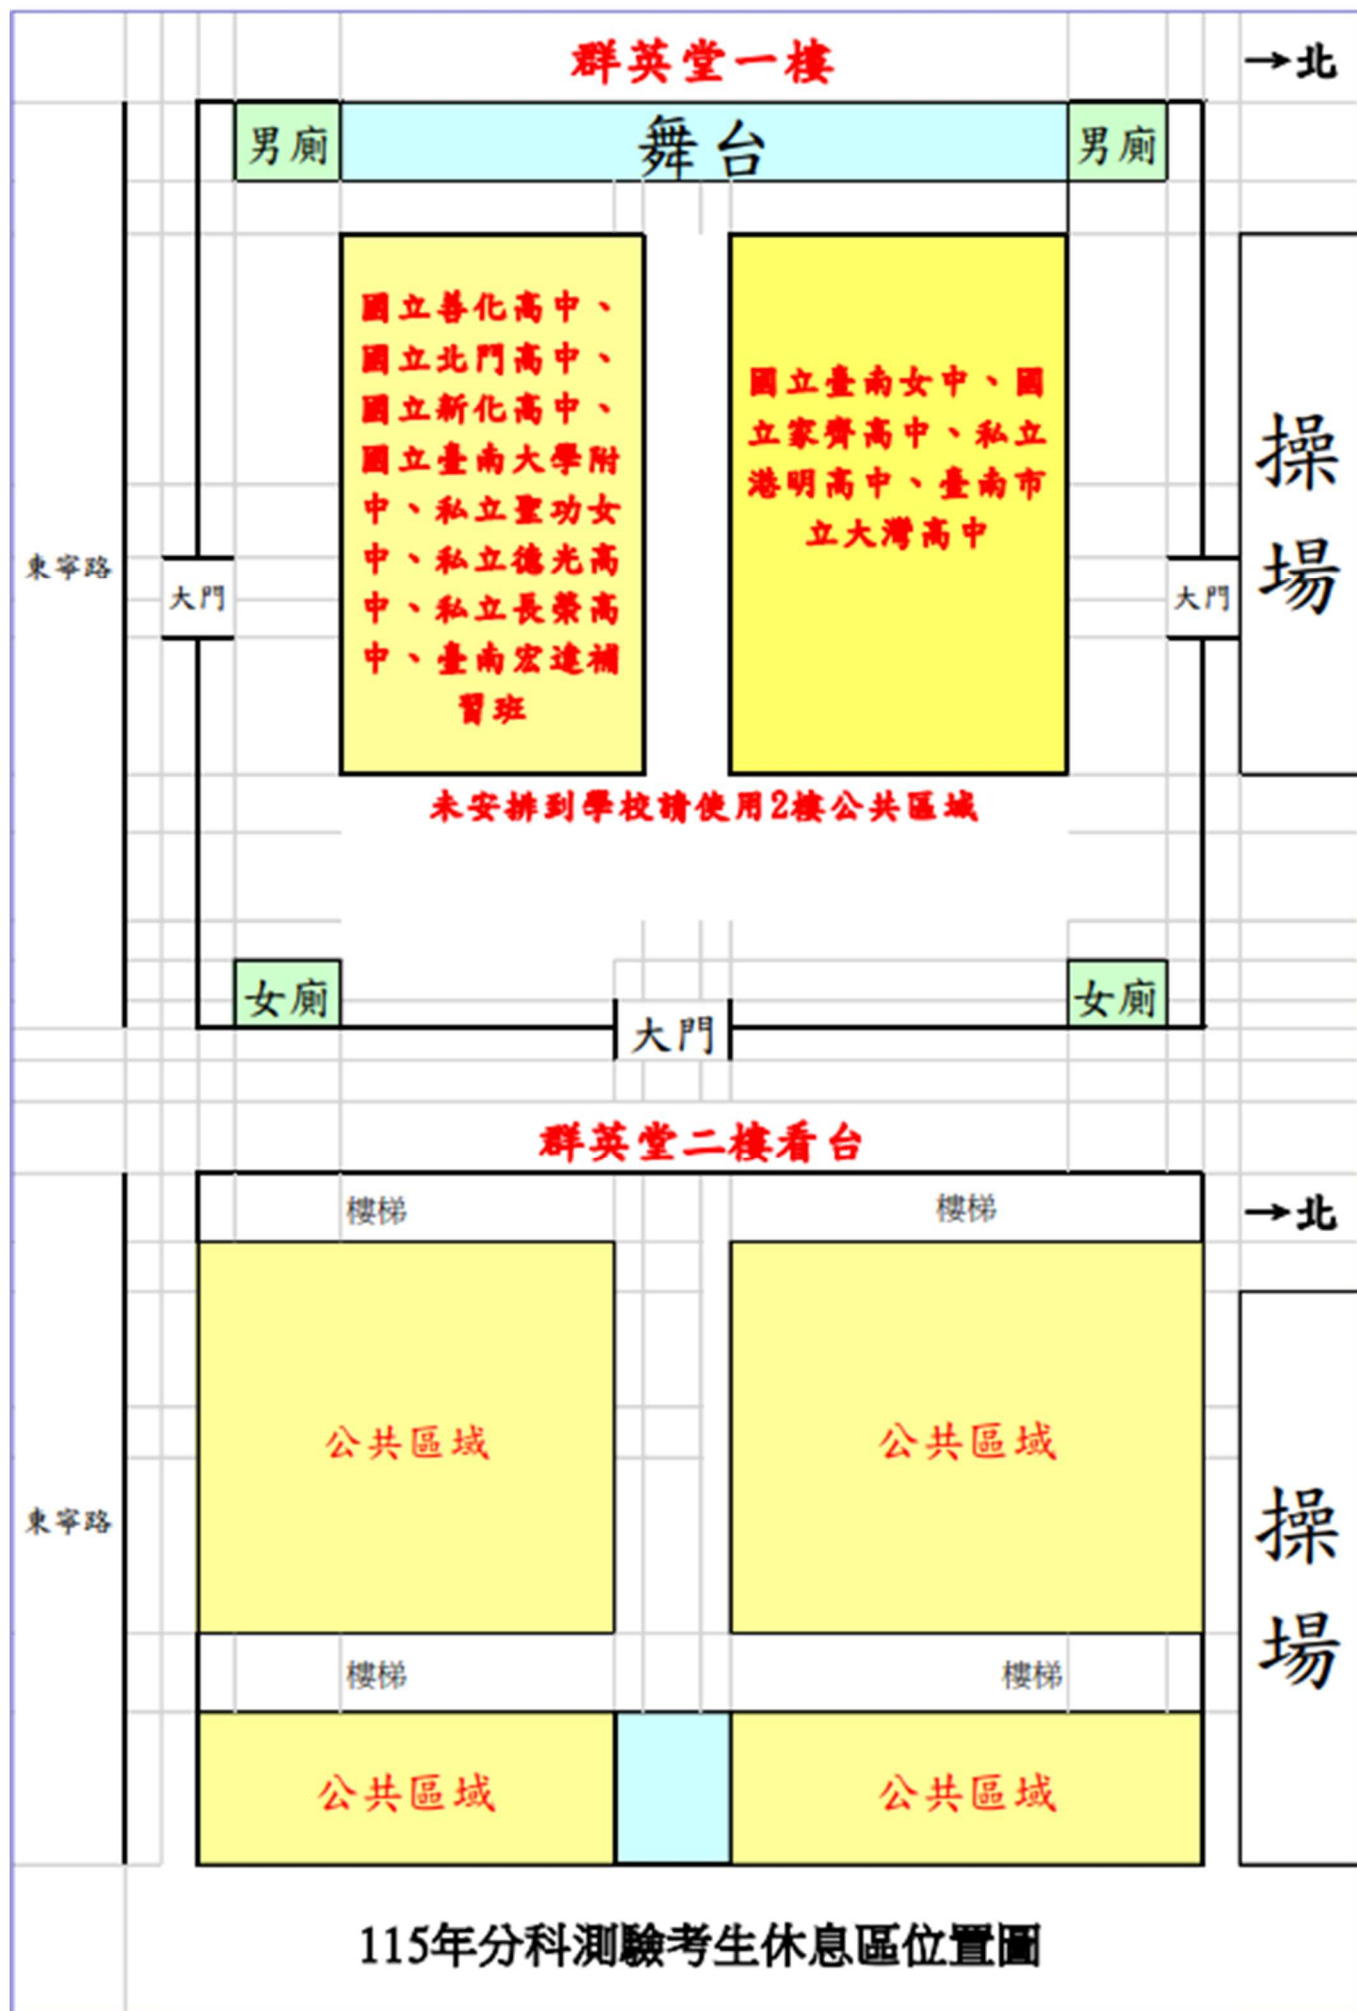 群英堂一樓
→北
男廁
舞台
男廁
國立善化高中、
國立北門高中、
國立新化高中、
國立臺南大學附
中、私立聖功女
中、私立德光高
中、私立長榮高
中、臺南宏達補
習班
國立臺南女中、國
立家齊高中、私立
港明高中、臺南市
立大灣高中
操
場
東寧路
大門
大門
未安排到學校請使用2樓公共區域
女廁
女廁
大門
群英堂二樓看台
樓梯
樓梯
→北
公共區域
公共區域
東寧路
操
場
樓梯
樓梯
公共區域
公共區域
115年分科測驗考生休息區位置圖